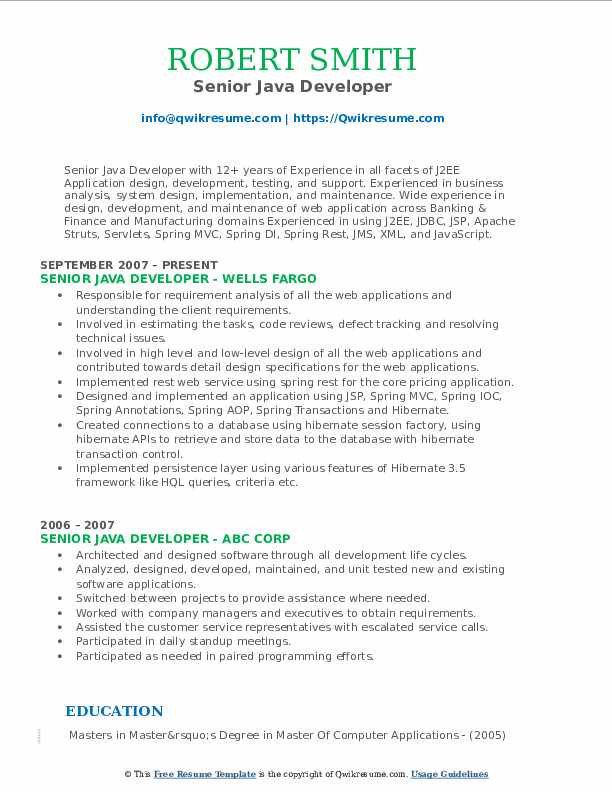 ROBERT SMITH
Senior Java Developer
info@qwikresume.com | https://Qwikresume.com
Senior Java Developer with 12+ years of Experience in all facets of J2EE
Application design, development, testing, and support. Experienced in business
analysis, system design, implementation, and maintenance. Wide experience in
design, development, and maintenance of web application across Banking &
Finance and Manufacturing domains Experienced in using J2EE, JDBC, JSP, Apache
Struts, Servlets, Spring MVC, Spring DI, Spring Rest, JMS, XML, and JavaScript.
SEPTEMBER 2007 – PRESENT
SENIOR JAVA DEVELOPER - WELLS FARGO
• Responsible for requirement analysis of all the web applications and
understanding the client requirements.
• Involved in estimating the tasks, code reviews, defect tracking and resolving
technical issues.
• Involved in high level and low-level design of all the web applications and
contributed towards detail design specifications for the web applications.
• Implemented rest web service using spring rest for the core pricing application.
• Designed and implemented an application using JSP, Spring MVC, Spring IOC,
Spring Annotations, Spring AOP, Spring Transactions and Hibernate.
• Created connections to a database using hibernate session factory, using
hibernate APIs to retrieve and store data to the database with hibernate
transaction control.
• Implemented persistence layer using various features of Hibernate 3.5
framework like HQL queries, criteria etc.
2006 – 2007
SENIOR JAVA DEVELOPER - ABC CORP
• Architected and designed software through all development life cycles.
• Analyzed, designed, developed, maintained, and unit tested new and existing
software applications.
• Switched between projects to provide assistance where needed.
• Worked with company managers and executives to obtain requirements.
• Assisted the customer service representatives with escalated service calls.
• Participated in daily standup meetings.
• Participated as needed in paired programming efforts.
EDUCATION
Masters in Master&rsquo;s Degree in Master Of Computer Applications - (2005)
© This Free Resume Template is the copyright of Qwikresume.com. Usage Guidelines